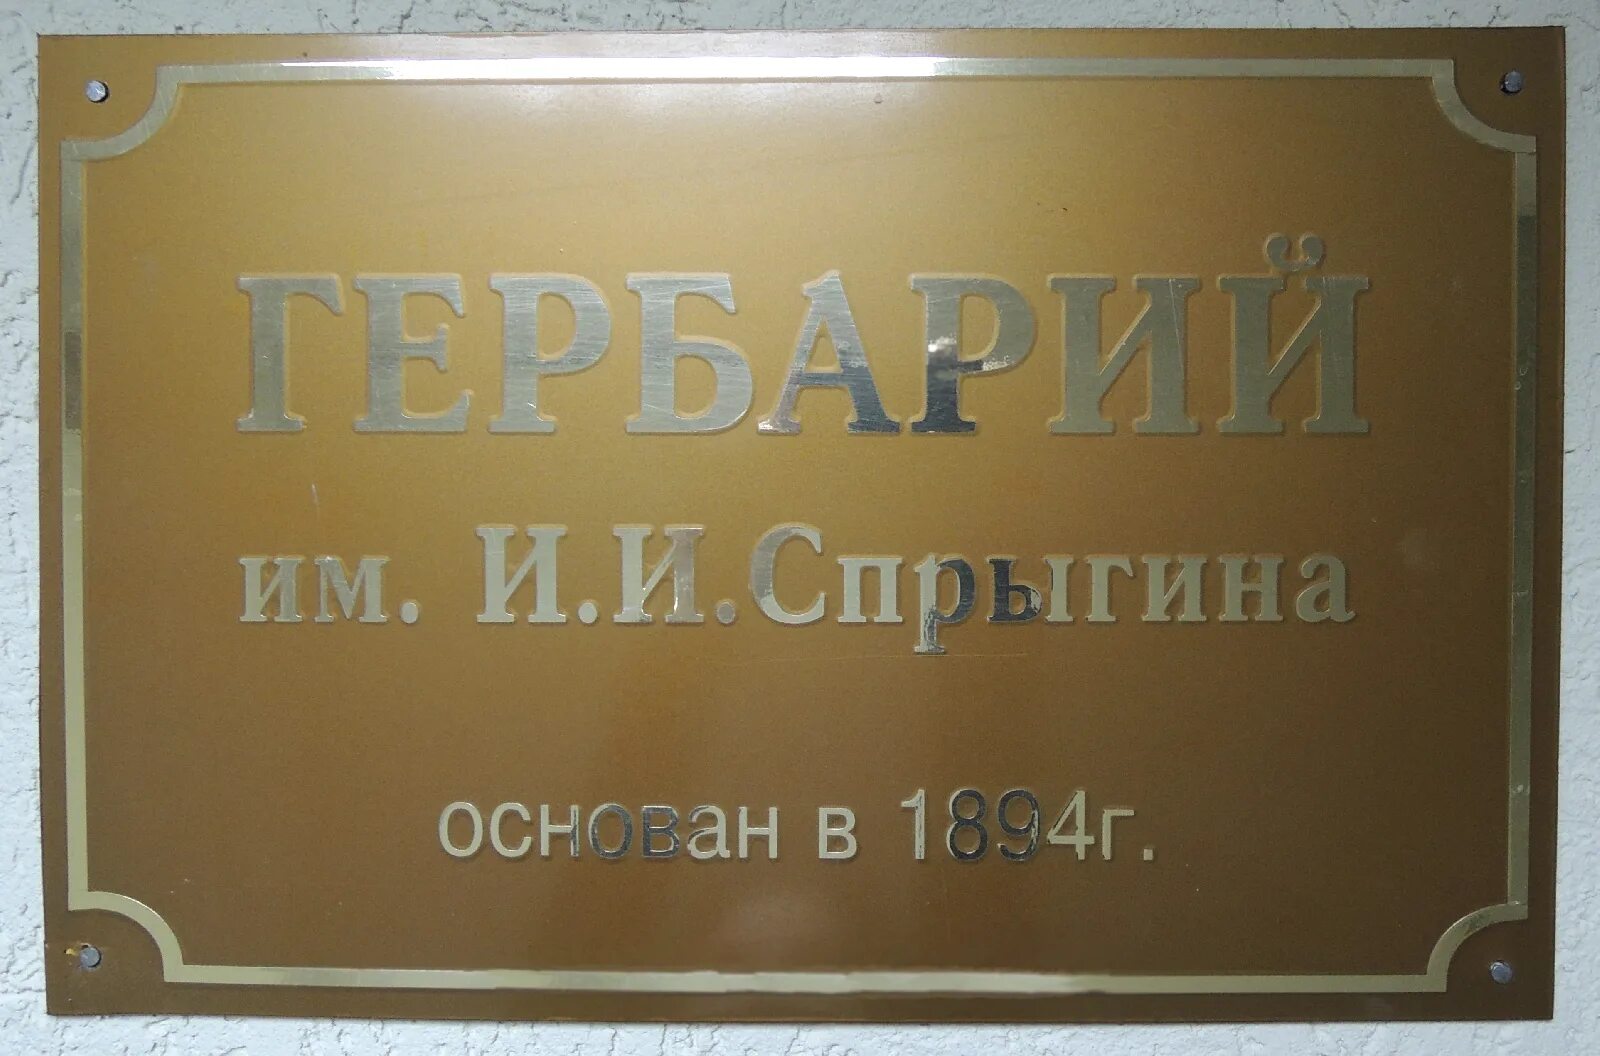 ГЕРБАРИЙ
им. И.И.Спрыгина
основан в 1894г.